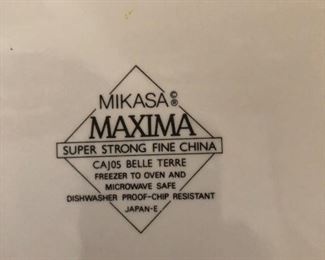 MIKASA©®
MAXIMA
SUPER STRONG FINE CHINA
CAJ05 BELLE TERRE
FREEZER TO OVEN AND
MICROWAVE SAFE
DISHWASHER PROOF-CHIP RESISTANT
JAPAN-E